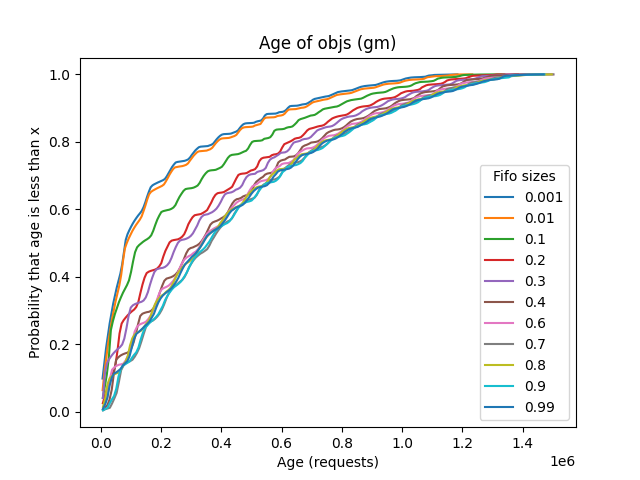 Age of objs (gm)
Probability that age is less than x
1.0
0.8
0.6
0.4
0.2
0.0
Fifo sizes
0.001
0.01
0.1
0.2
0.3
0.4
0.6
0.7
0.8
0.9
0.99
0.0 0.2 0.4 0.6 0.8 1.0 1.2 1.4
1e6
Age (requests)